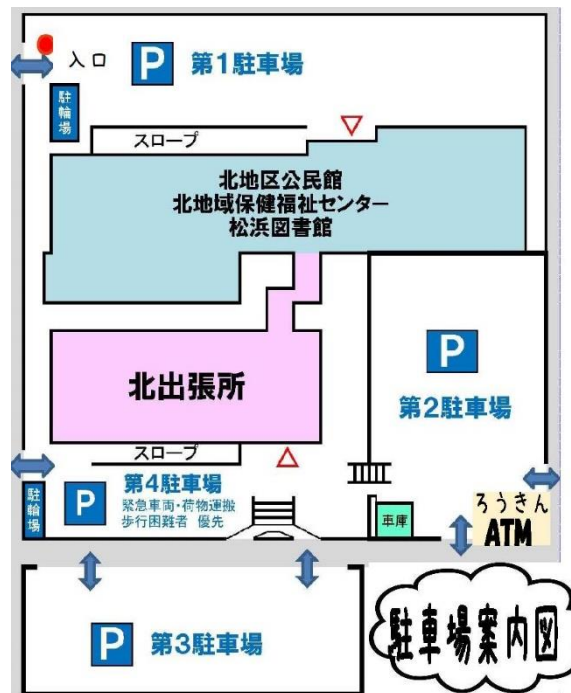 入口
P 第1駐車場
駐輪場
スロープ
北地区公民館
北地域保健福祉センター
松浜図書館
P
第2駐車場
北出張所
スロープ
駐輪場
P
第4駐車場
緊急車両・荷物運搬
歩行困難者 優先
車庫
ろうきん
ATM
P 第3駐車場
駐車場案内図